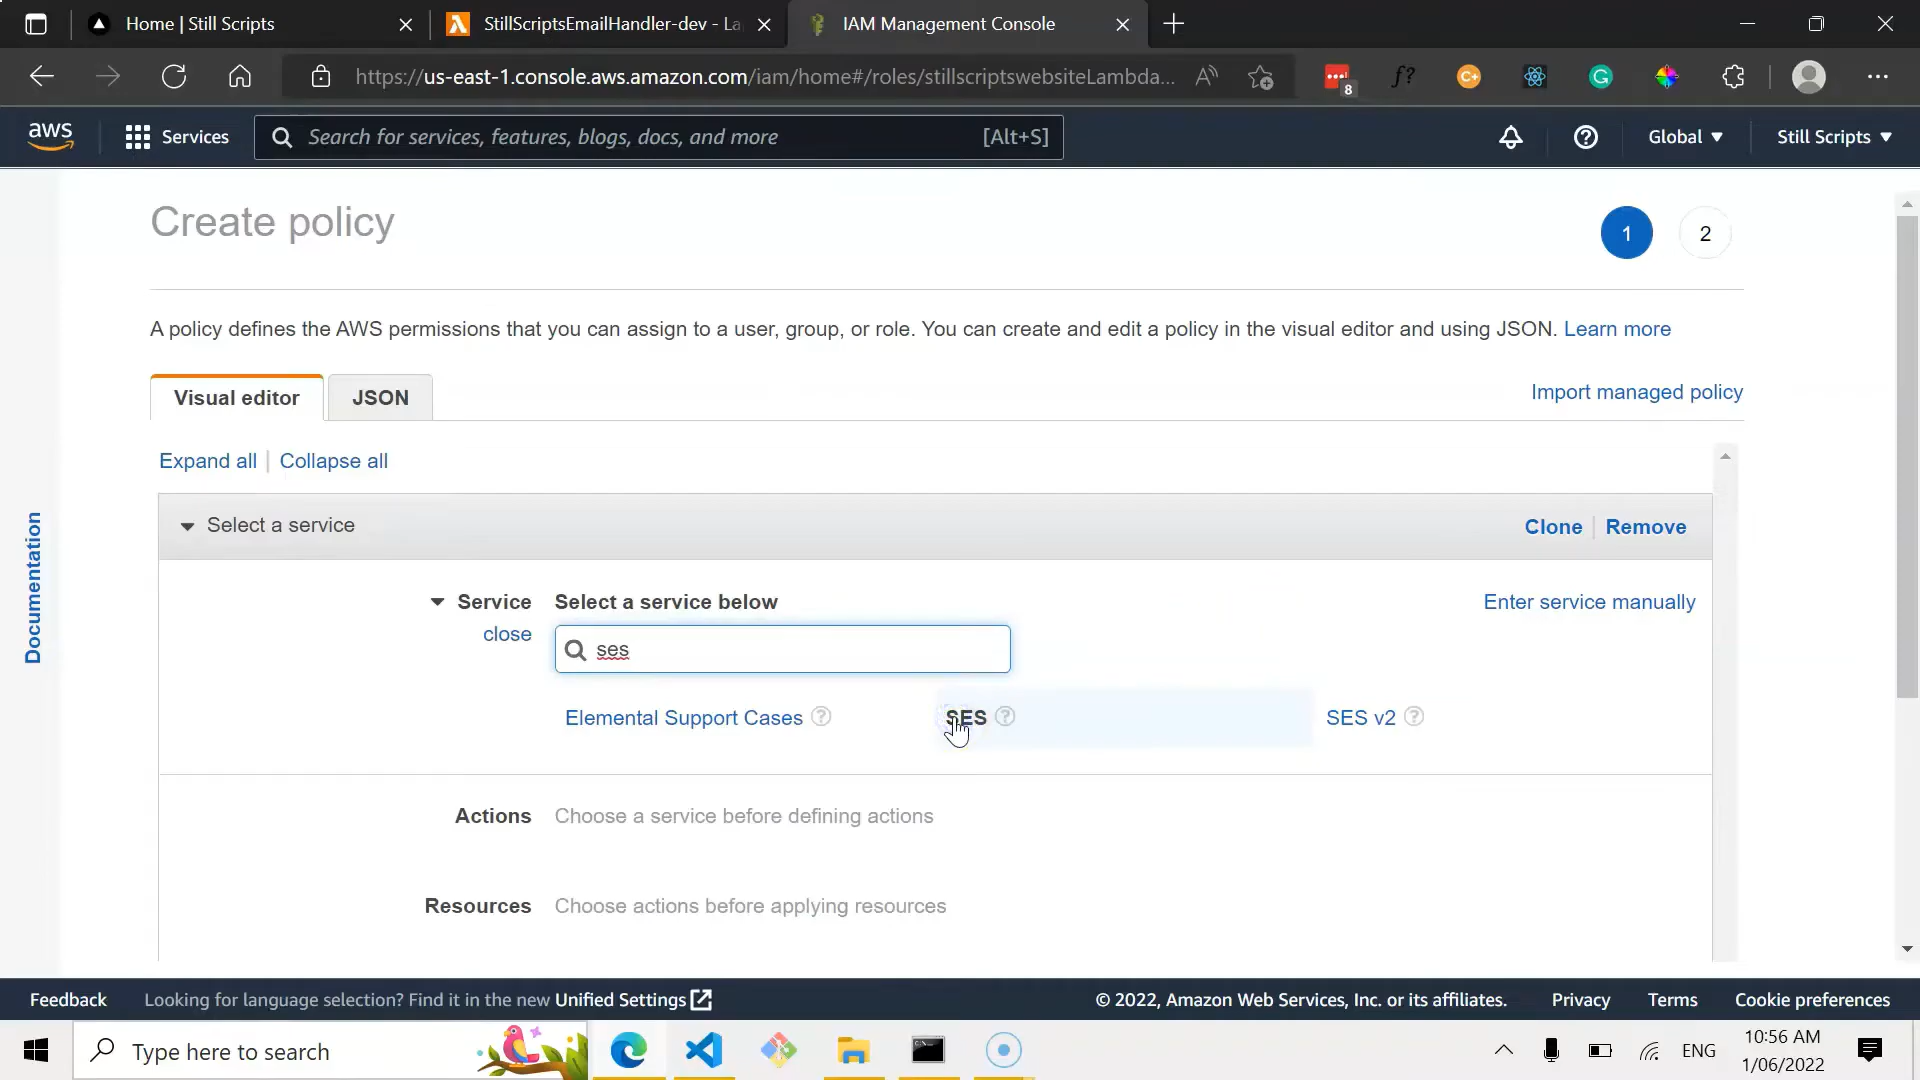 Home | Still Scripts
StillScriptsEmailHandler-dev - La
IAM Management Console
https://us-east-1.console.aws.amazon.com/iam/home#/roles/stillscriptswebsiteLambda...
8
f?
C+
aws
Services
Search for services, features, blogs, docs, and more
[Alt+S]
Global
Still Scripts
Create policy
1
2
A policy defines the AWS permissions that you can assign to a user, group, or role. You can create and edit a policy in the visual editor and using JSON. Learn more
Visual editor
JSON
Import managed policy
Expand all | Collapse all
Select a service
Clone | Remove
Documentation
Service
Select a service below
Enter service manually
close
ses
Elemental Support Cases
SES
SES v2
Actions
Choose a service before defining actions
Resources
Choose actions before applying resources
Feedback
Looking for language selection? Find it in the new Unified Settings
© 2022, Amazon Web Services, Inc. or its affiliates.
Privacy
Terms
Cookie preferences
Type here to search
ENG
10:56 AM
1/06/2022